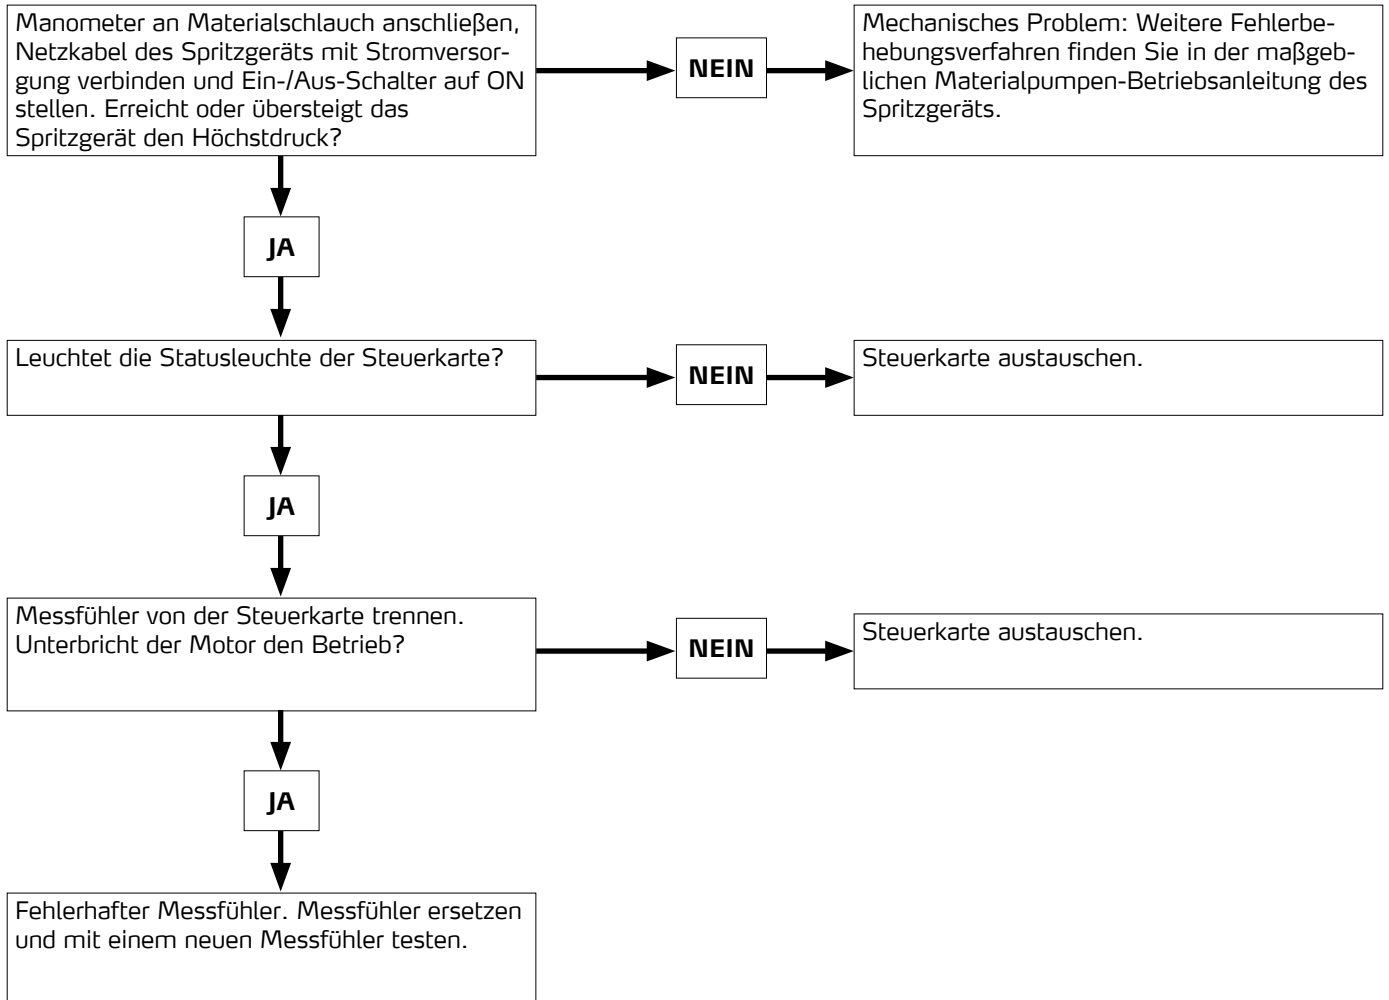 Manometer an Materialschlauch anschließen,
Netzkabel des Spritzgeräts mit Stromversor-
gung verbinden und Ein-/Aus-Schalter auf ON
stellen. Erreicht oder übersteigt das
Spritzgerät den Höchstdruck?
NEIN
Mechanisches Problem: Weitere Fehlerbe-
hebungsverfahren finden Sie in der maßgeb-
lichen Materialpumpen-Betriebsanleitung des
Spritzgeräts.
JA
Leuchtet die Statusleuchte der Steuerkarte?
NEIN
Steuerkarte austauschen.
JA
Messfühler von der Steuerkarte trennen.
Unterbricht der Motor den Betrieb?
NEIN
Steuerkarte austauschen.
JA
Fehlerhafter Messfühler. Messfühler ersetzen
und mit einem neuen Messfühler testen.